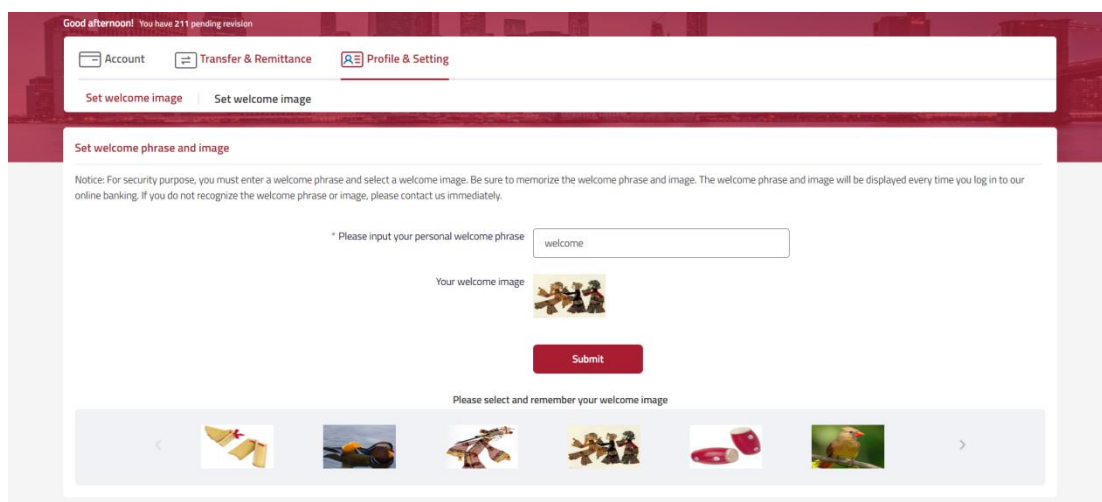 Good afternoon! You have 211 pending revision
Account Transfer & Remittance Profile & Setting
Set welcome image Set welcome image
Set welcome phrase and image
Notice: For security purpose, you must enter a welcome phrase and select a welcome image. Be sure to memorize the welcome phrase and image. The welcome phrase and image will be displayed every time you log in to our
online banking. If you do not recognize the welcome phrase or image, please contact us immediately.
* Please input your personal welcome phrase welcome
Your welcome image
Submit
Please select and remember your welcome image